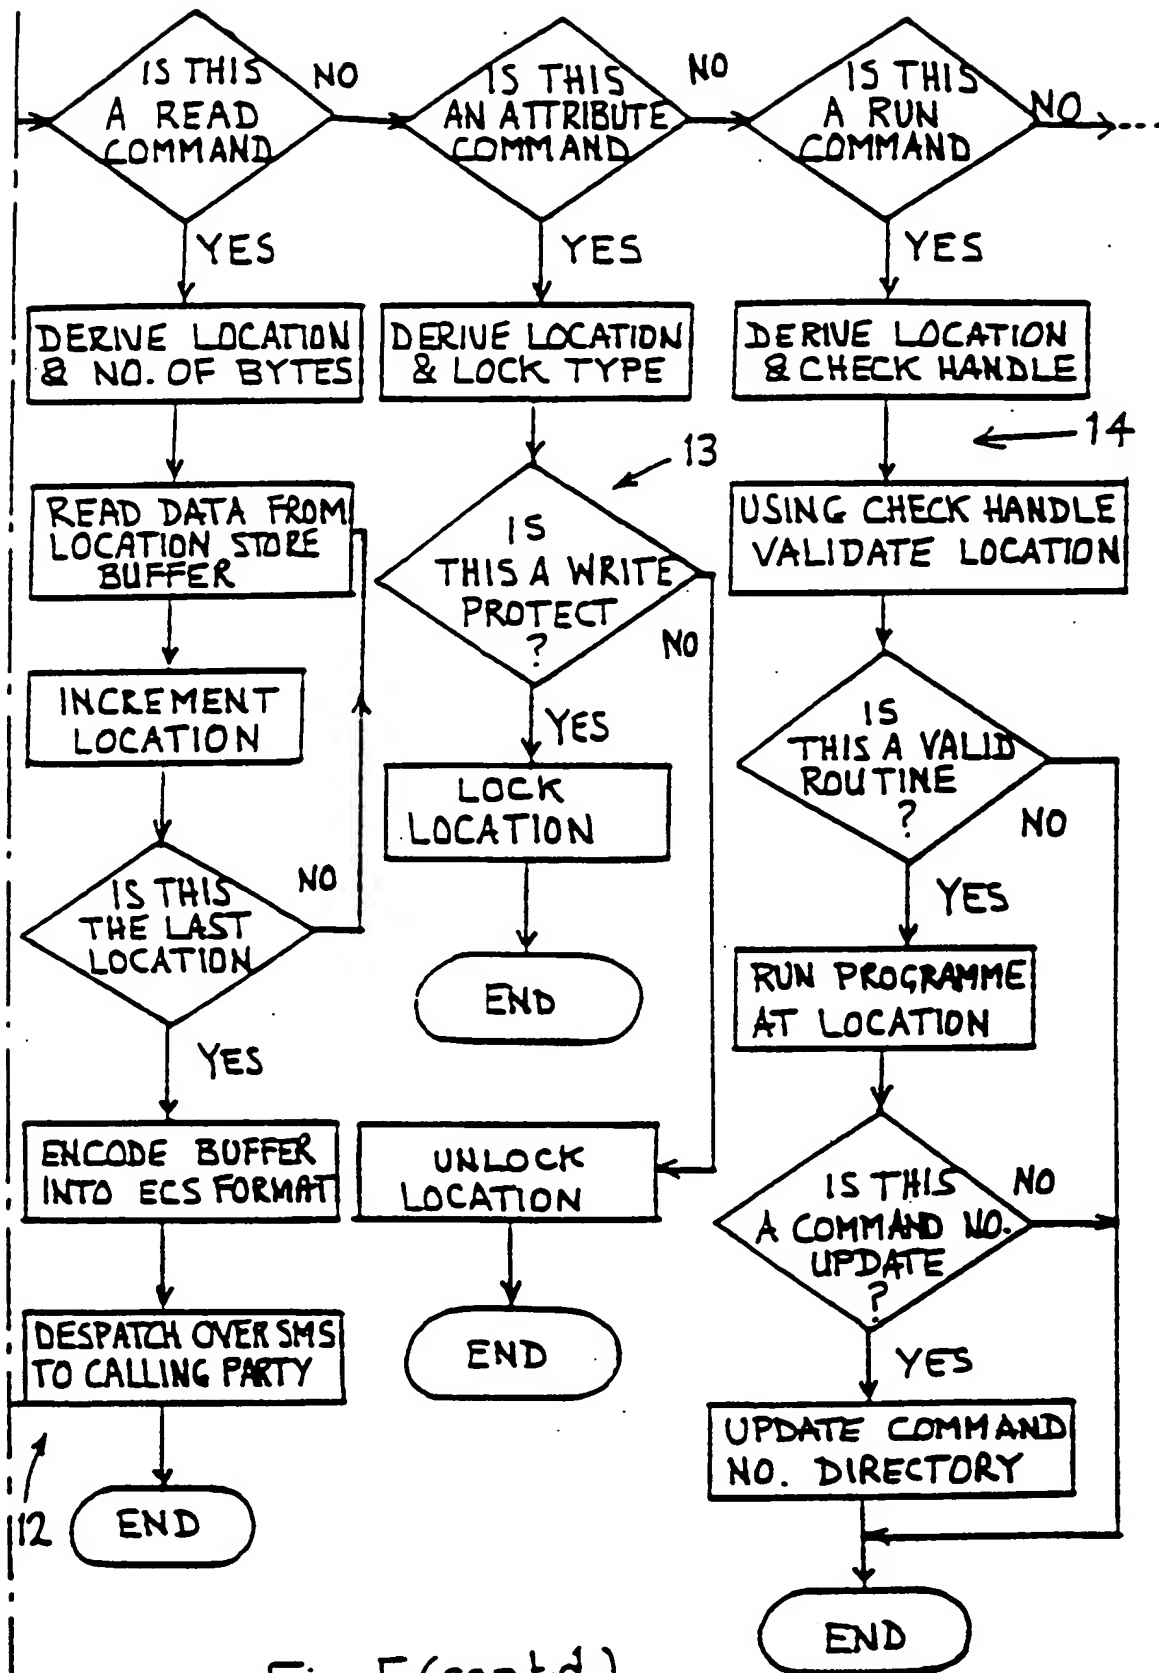 IS THIS
A READ
COMMAND
NO
IS THIS
AN ATTRIBUTE
COMMAND
NO
IS THIS
A RUN
COMMAND
NO
YES
YES
YES
DERIVE LOCATION
& NO. OF BYTES
DERIVE LOCATION
& LOCK TYPE
DERIVE LOCATION
& CHECK HANDLE
14
13
READ DATA FROM
LOCATION STORE
BUFFER
IS
THIS A WRITE
PROTECT
?
NO
USING CHECK HANDLE
VALIDATE LOCATION
INCREMENT
LOCATION
YES
LOCK
LOCATION
IS
THIS A VALID
ROUTINE
?
NO
IS THIS
THE LAST
LOCATION
NO
YES
END
YES
RUN PROGRAMME
AT LOCATION
ENCODE BUFFER
INTO ECS FORMAT
UNLOCK
LOCATION
IS THIS
A COMMAND NO.
UPDATE
?
NO
DESPATCH OVER SMS
TO CALLING PARTY
END
YES
UPDATE COMMAND
NO. DIRECTORY
12
END
END
Fig. 5 (cont'd.)